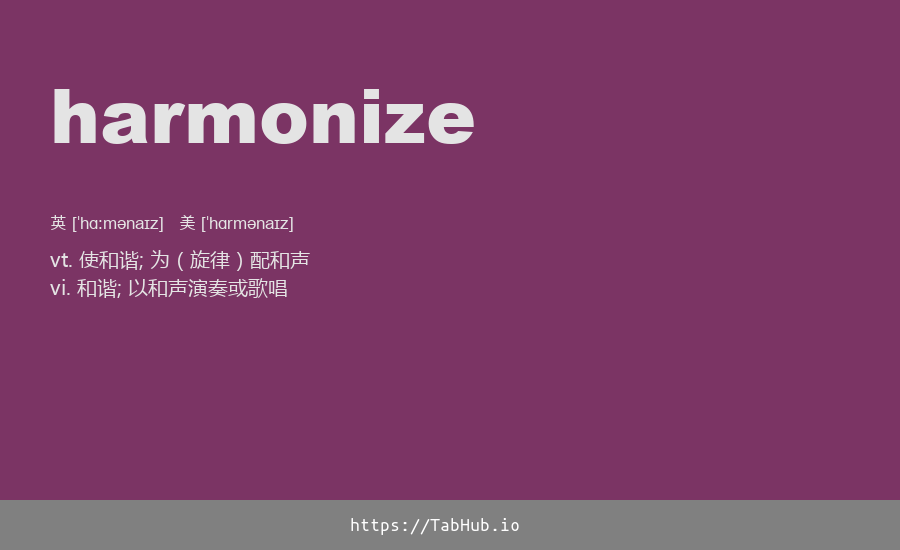 harmonize
英 [ˈhɑːmənaɪz] 美 [ˈhɑrmənaɪz]
vt. 使和谐; 为（旋律）配和声
vi. 和谐; 以和声演奏或歌唱
https://TabHub.io